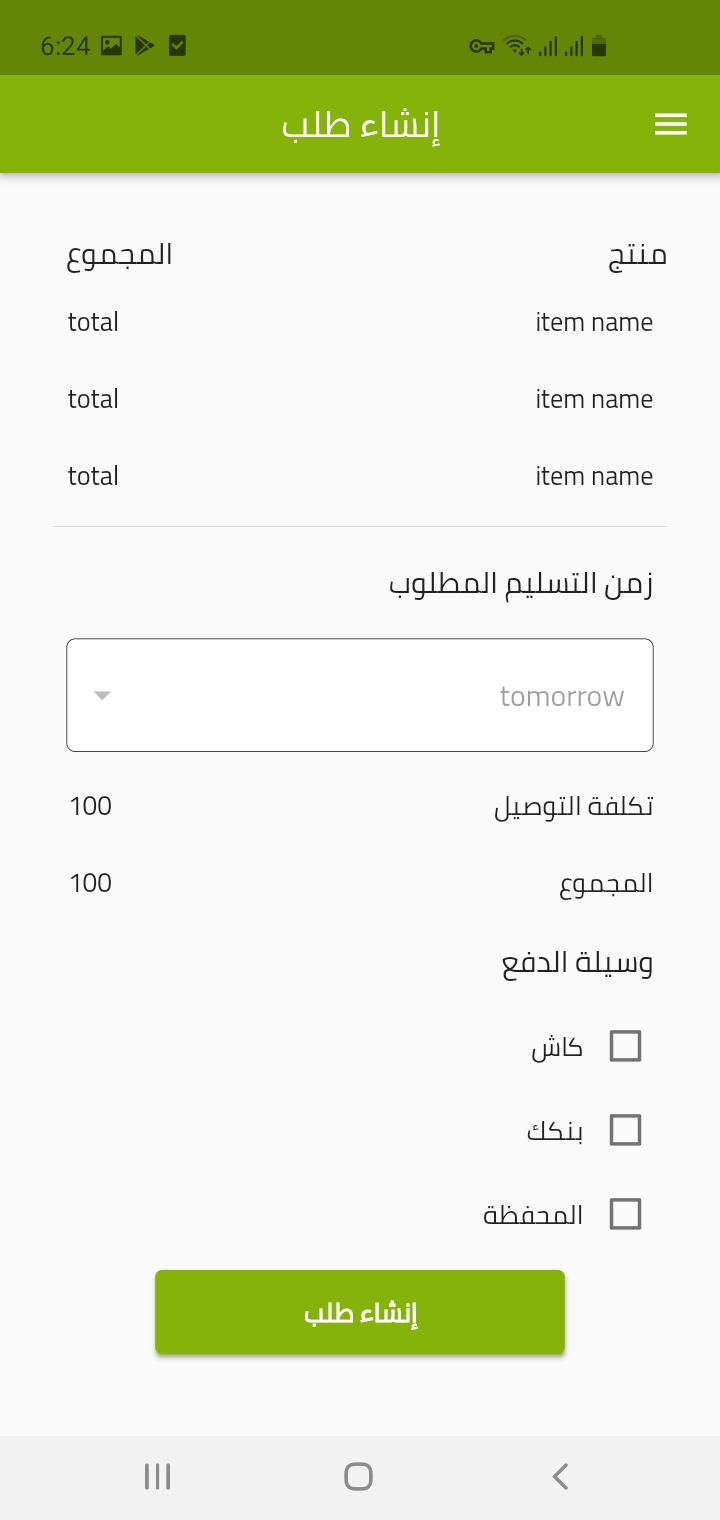 6:24
إنشاء طلب
منتج المجموع
item name total
item name total
item name total
زمن التسليم المطلوب
tomorrow
تكلفة التوصيل 100
المجموع 100
وسيلة الدفع
كاش
بنكك
المحفظة
إنشاء طلب